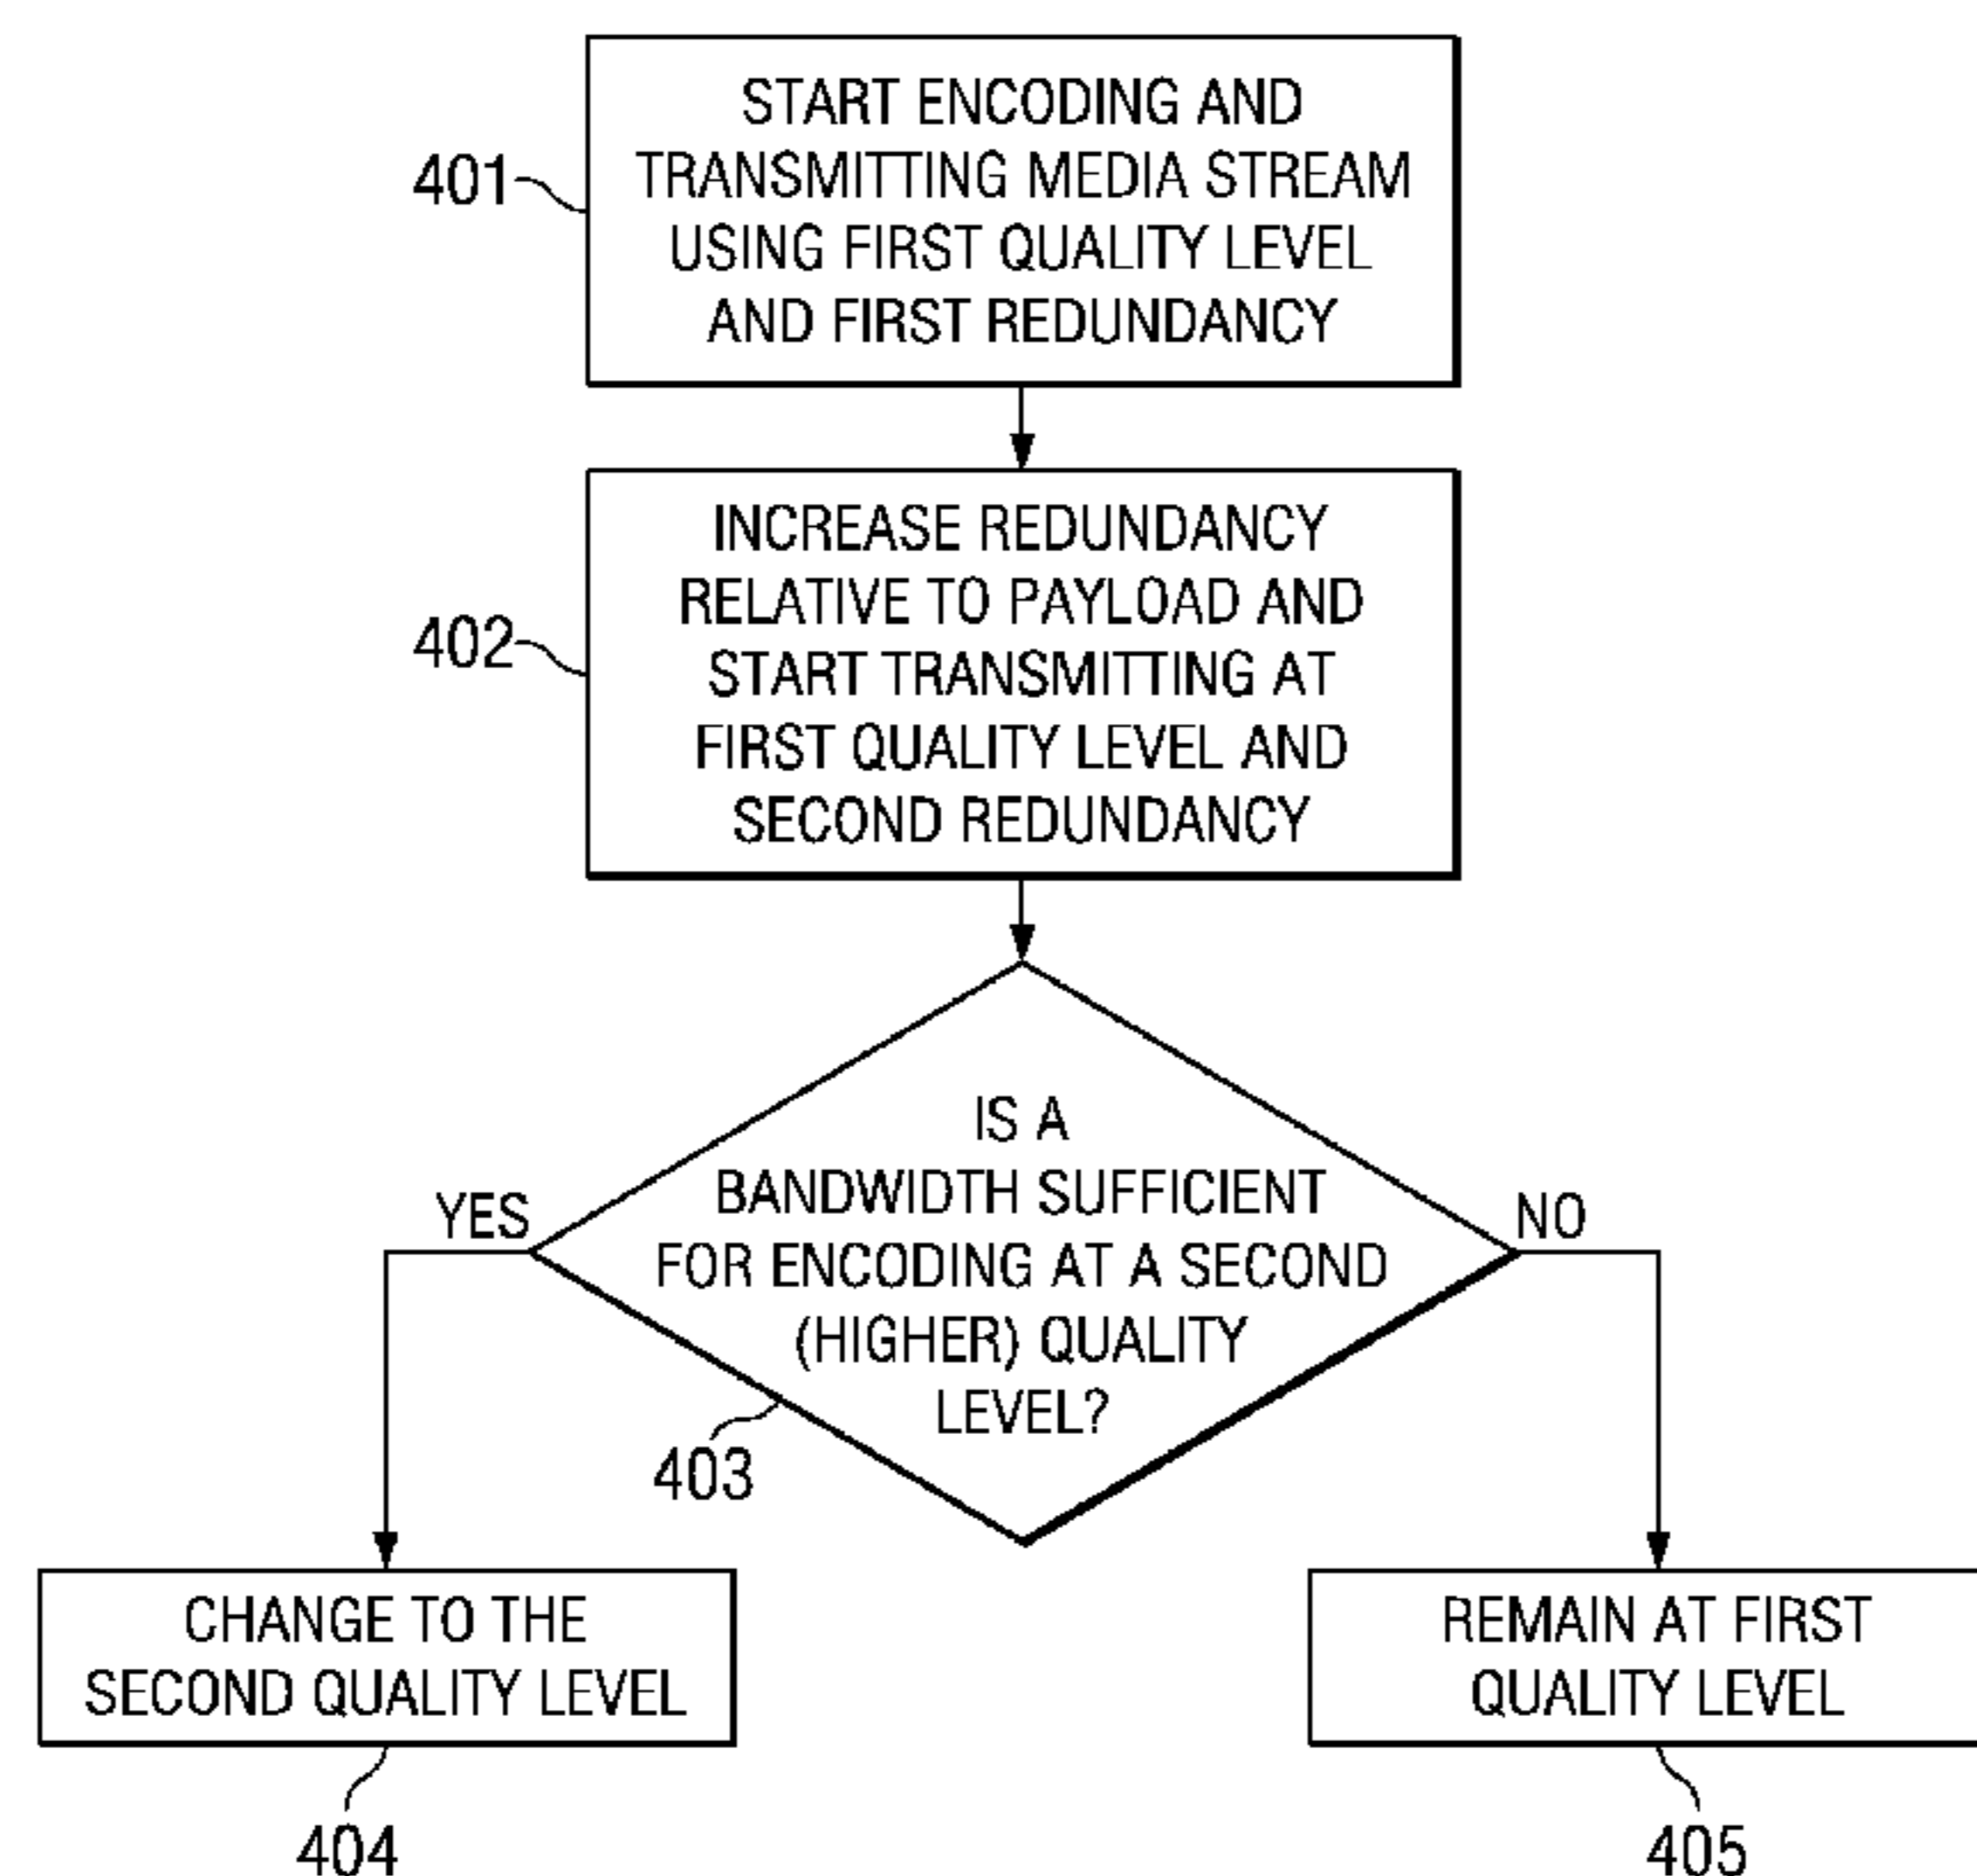 START ENCODING AND
TRANSMITTING MEDIA STREAM
USING FIRST QUALITY LEVEL
AND FIRST REDUNDANCY
401
INCREASE REDUNDANCY
RELATIVE TO PAYLOAD AND
START TRANSMITTING AT
FIRST QUALITY LEVEL AND
SECOND REDUNDANCY
402
IS A
BANDWIDTH SUFFICIENT
FOR ENCODING AT A SECOND
(HIGHER) QUALITY
LEVEL?
403
YES
NO
CHANGE TO THE
SECOND QUALITY LEVEL
404
REMAIN AT FIRST
QUALITY LEVEL
405